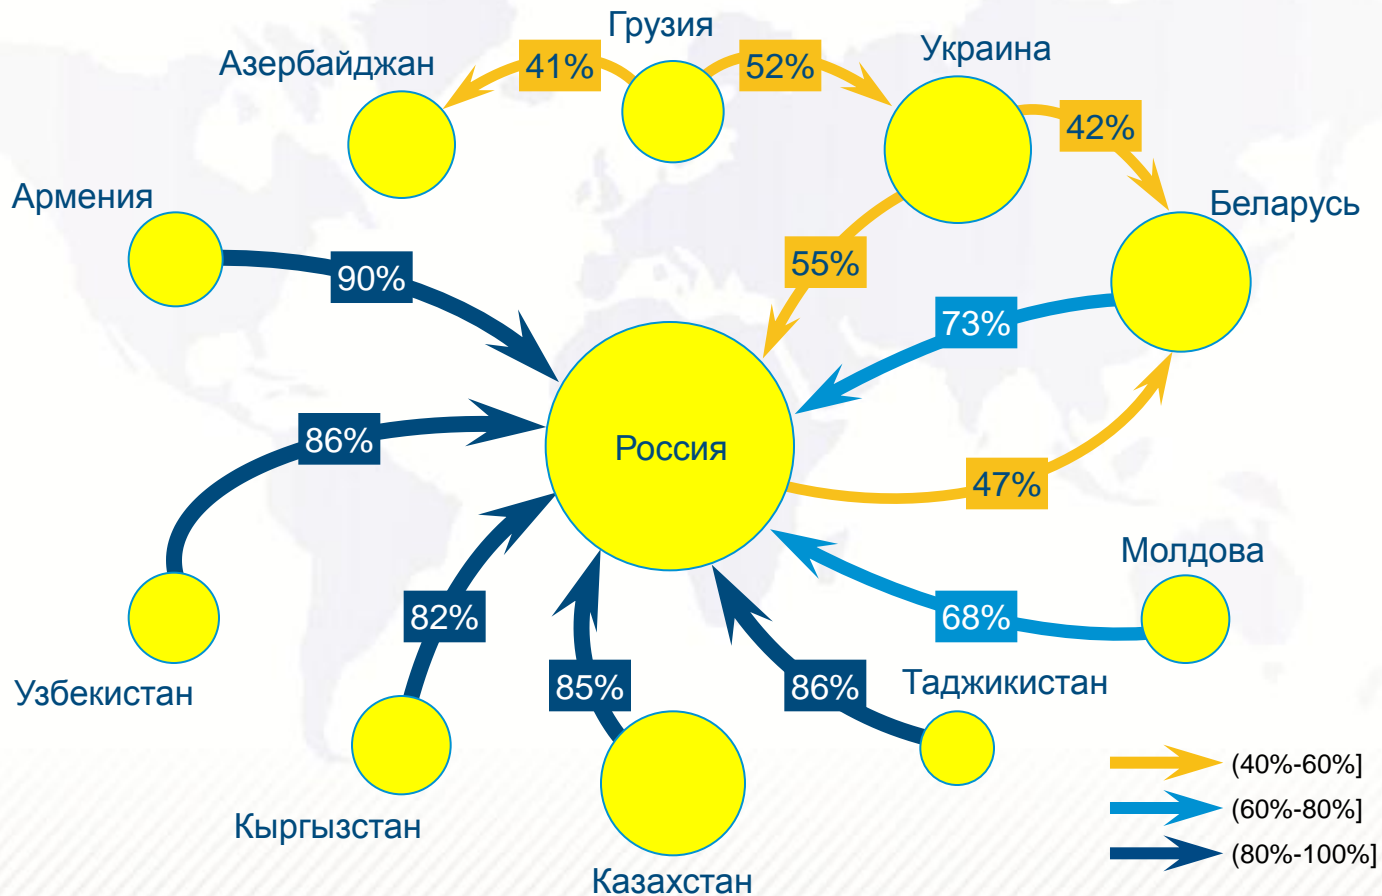 Грузия
Азербайджан
41%
52%
Украина
42%
Армения
Беларусь
90%
55%
73%
86%
Россия
47%
Молдова
82%
68%
Узбекистан
85%
86%
Таджикистан
Кыргызстан
Казахстан
(40%-60%]
(60%-80%]
(80%-100%]